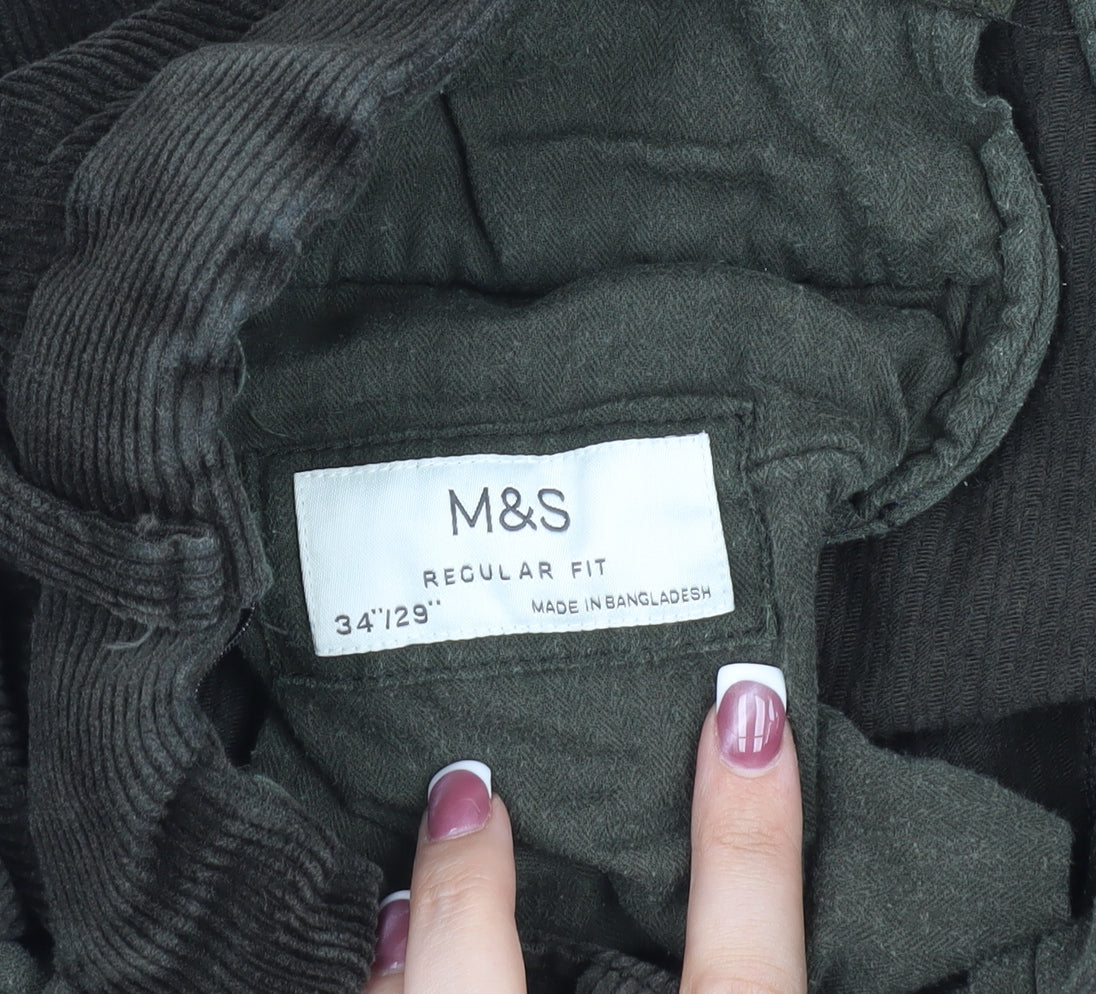 M&S
REGULAR FIT
34"/29"
MADE IN BANGLADESH